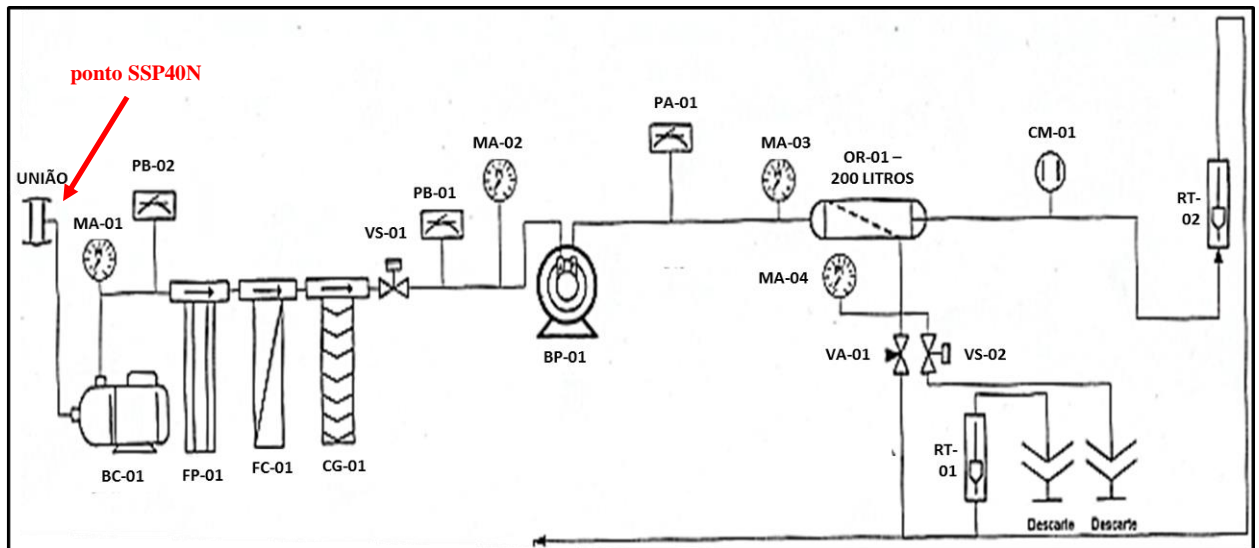 ponto SSP40N
UNIÃO
PB-02
MA-01
VS-01
PB-01
MA-02
PA-01
MA-03
OR-01 –
200 LITROS
CM-01
RT-
02
MA-04
BP-01
VA-01
VS-02
BC-01
FP-01
FC-01
CG-01
RT-
01
Descarte
Descarte